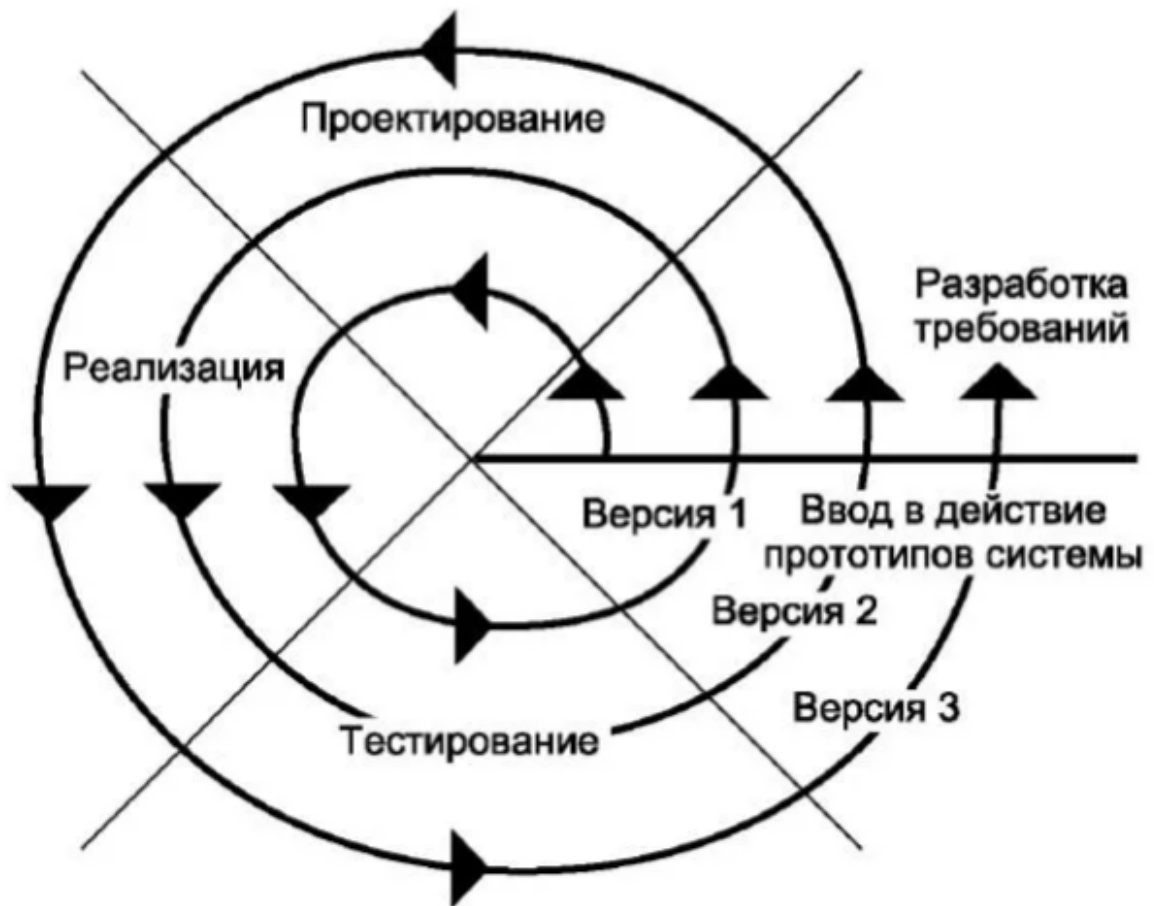 Проектирование
Разработка
требований
Реализация
Версия 1
Ввод в действие
прототипов системы
Версия 2
Версия 3
Тестирование